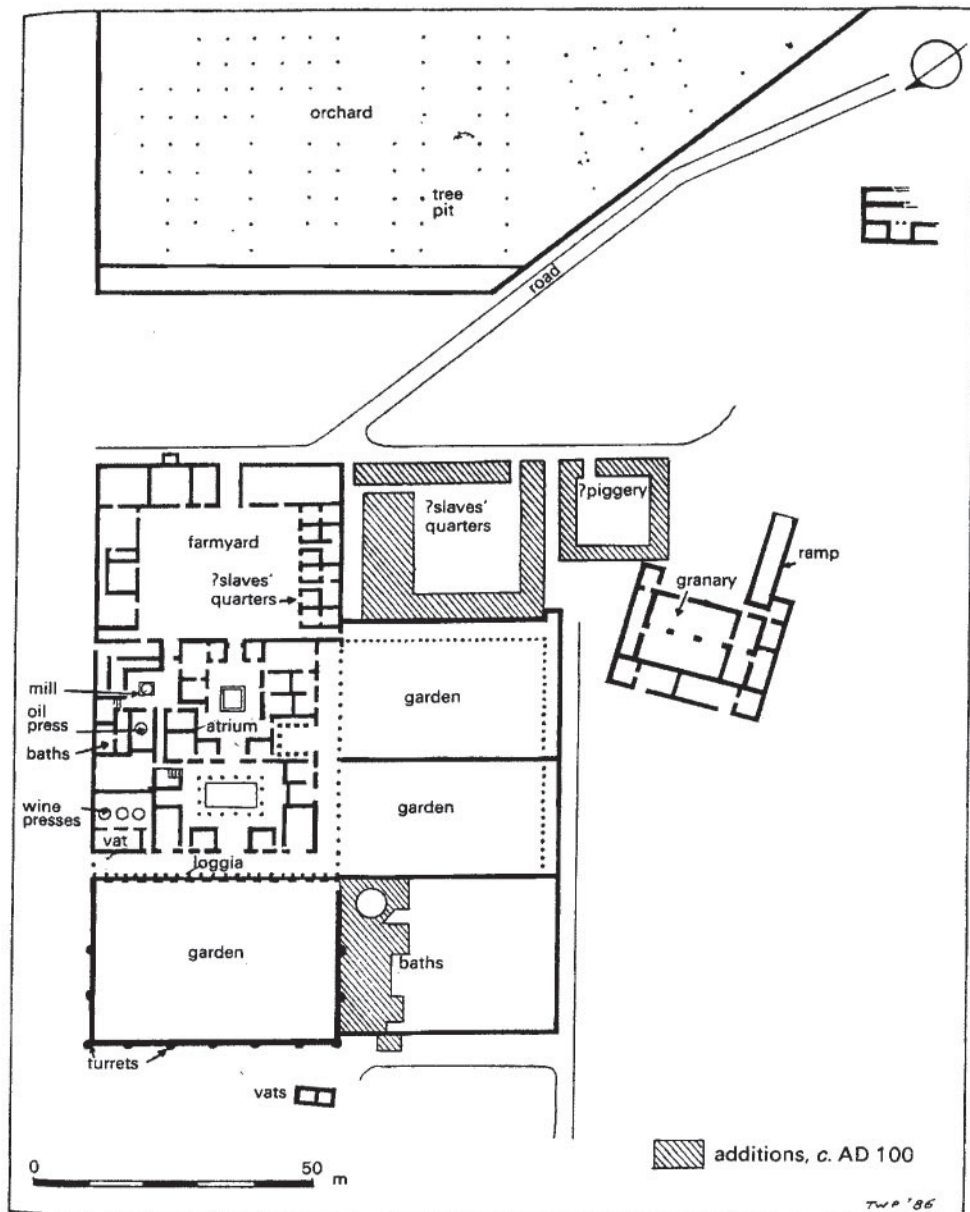 orchard
tree
pit
road
?slaves'
quarters
?piggery
farmyard
ramp
granary
?slaves'
quarters
mill
garden
oil
press
atrium
baths
garden
wine
presses
vat
loggia
garden
baths
turrets
vats
0 50
m
additions, c. AD 100
TWP '86